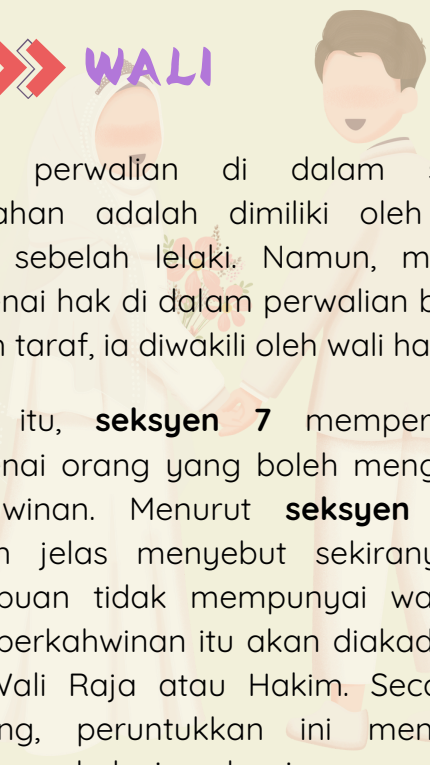 WALI
perwalian di dalam
ahan adalah dimiliki oleh
sebelah lelaki. Namun, m
nai hak di dalam perwalian b
n taraf, ia diwakili oleh wali ha
itu, seksyen 7 memper
nai orang yang boleh meng
winan. Menurut seksyen
n jelas menyebut sekirany
puan tidak mempunyai wa
perkahwinan itu akan diakad
Wali Raja atau Hakim. Seca
ng, peruntukkan ini men